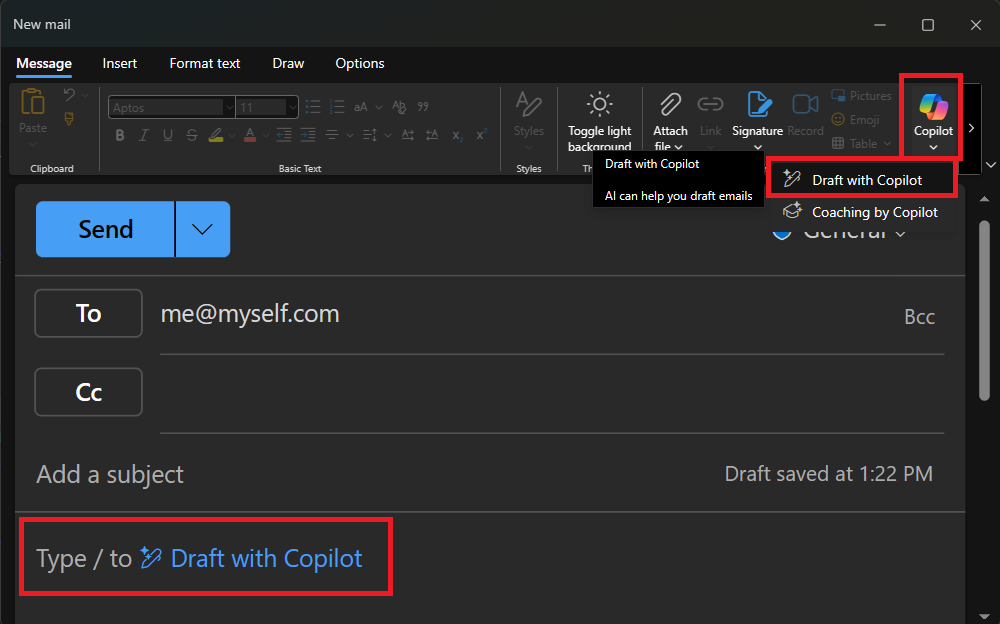 New mail
Message Insert Format text Draw Options
Paste
Clipboard
Aptos 11
aA
B I U S A x x
Basic Text
Styles
Styles
Toggle light
background
Attach
file
Link
Signature
Record
Pictures
Emoji
Table
Copilot
Draft with Copilot
AI can help you draft emails
Draft with Copilot
Coaching by Copilot
General
Send
To me@myself.com Bcc
Cc
Add a subject Draft saved at 1:22 PM
Type / to Draft with Copilot